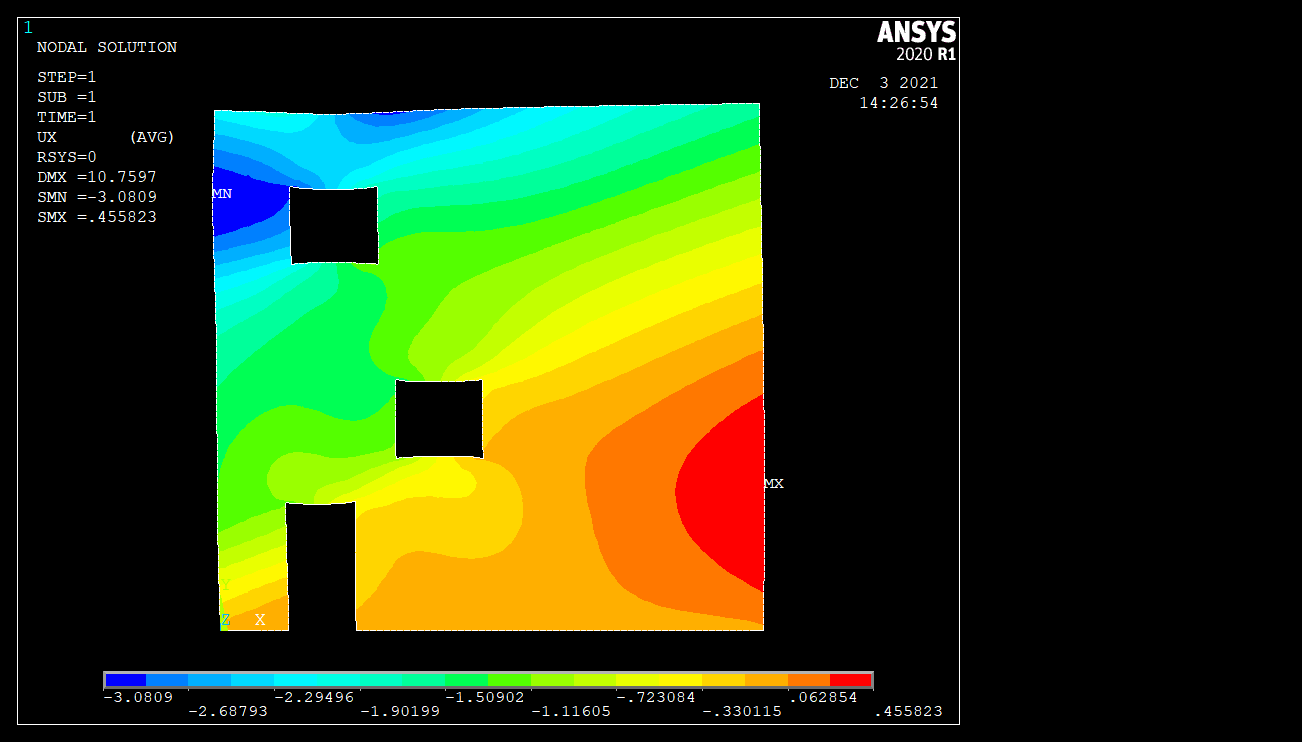 1
NODAL SOLUTION
STEP=1
SUB =1
TIME=1
UX (AVG)
RSYS=0
DMX =10.7597
SMN =-3.0809
SMX =.455823
ANSYS
2020 R1
DEC 3 2021
14:26:54
MN
MX
Y
Z X
-3.0809 -2.29496 -1.50902 -.723084 .062854
-2.68793 -1.90199 -1.11605 -.330115 .455823